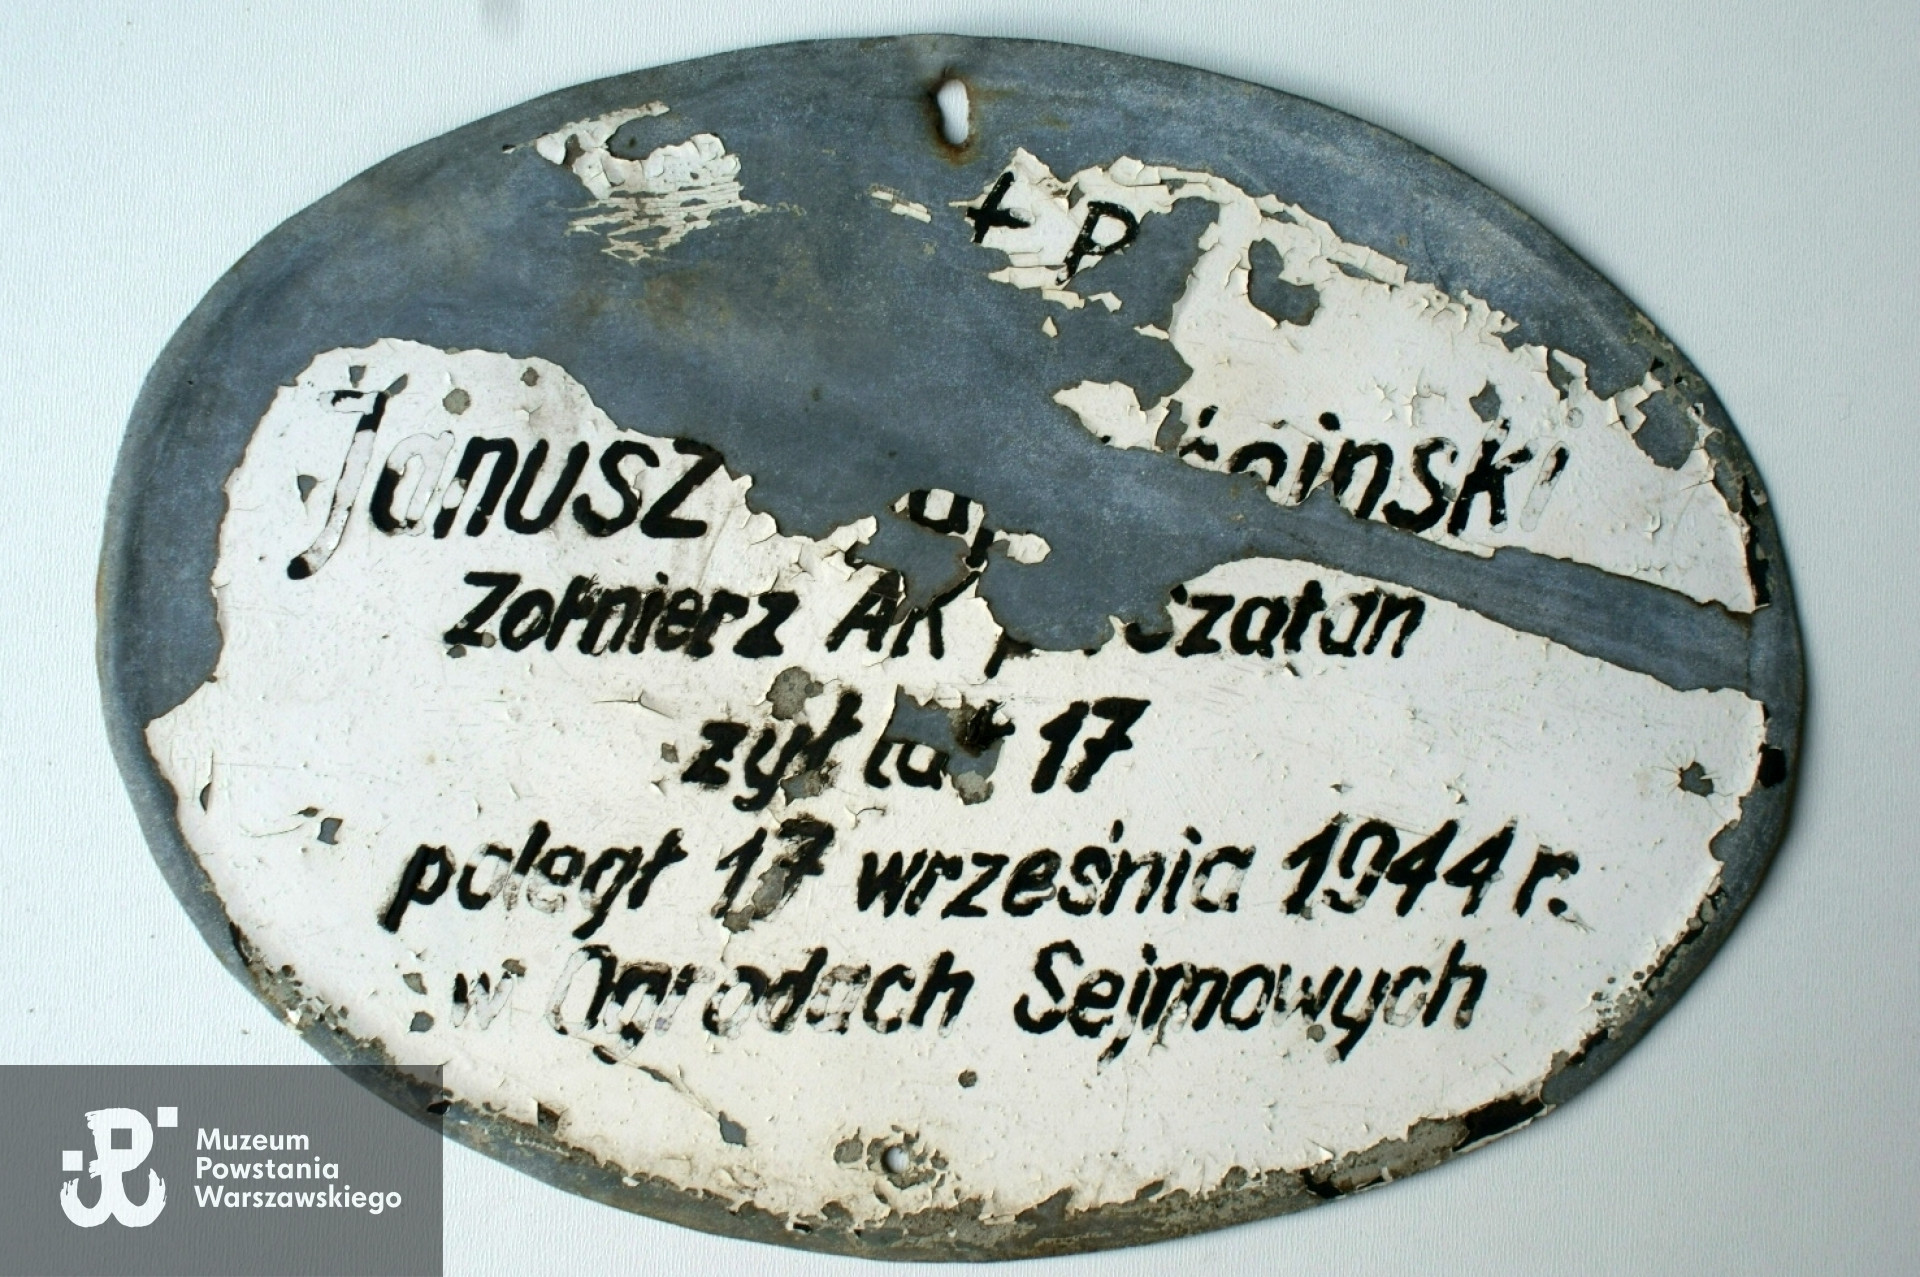 + P
Janusz
Żołnierz AK
żył lat 17
poległ 17 września 1944 r.
w Ogrodach Sejmowych
Muzeum
Powstania
Warszawskiego